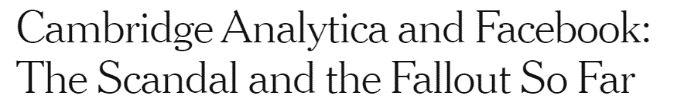 Cambridge Analytica and Facebook:
The Scandal and the Fallout So Far